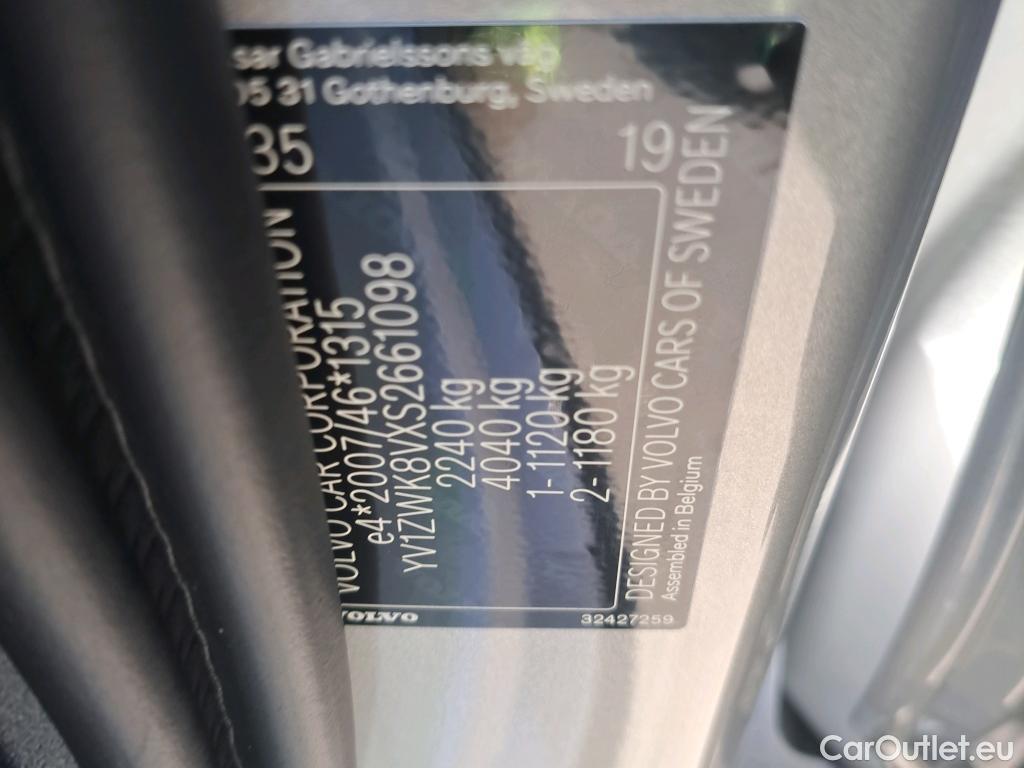 Gabrielssons väg
05 31 Gothenburg, Sweden
35 19
VOLVO CAR CORPORATION
e4*2007/46*1315
YV1ZWK8VXS2661098
2240 kg
4040 kg
1- 1120 kg
2- 1180 kg
DESIGNED BY VOLVO CARS OF SWEDEN
Assembled in Belgium
VOLVO
32427259
CarOutlet.eu